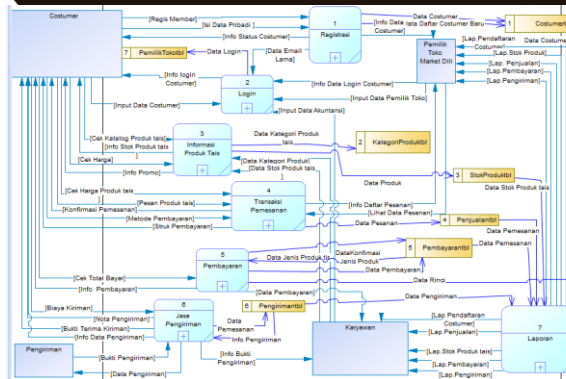 Costumer
[Regis Member]
[Isi Data Pribadi ]
[Info Status Costumer]
1
Registrasi
Data Costumer
[Info Data
Data Daftar Costumer Baru
Costumer]
1
Costumert
[Lap.Pendaftaran
Costumer]
Data Costume
[Lap.Stok Produk]
[Lap. Penjualan]
[Lap.Pembayaran]
[Lap.Pengiriman]
Pemilik
Toko
Market Dili
7
PemilikTokotbl
Data Login
[Data Email
Lama]
[Info login
Costumer]
2
Login
[Info Data Login Costumer]
[Input Data Costumer]
[Input Data Pemilik Toko]
[Input Data Akuntansi]
[Cek Katalog Produk tais]
[Info Stok Produk tais
]
[Cek Harga]
[Info Promo]
3
Informasi
Produk Tais
Data Kategori Produk
tais
2
KategoriProduktbl
[Data Kategori Produk]
[Data Stok Produk tais
]
Data Produk
3
StokProduktbl
Data Stok Produk tais
[Cek Harga Produk tais]
[Pesan Produk tais]
[Konfirmasi Pemesanan]
[Metode Pembayaran]
[Struk Pembayaran]
4
Transaksi
Pemesanan
[Info Daftar Pesanan]
[Lihat Data Pesanan]
Data Pesanan
4
Penjualantbl
Data Pemesanan
5
Pembayaran
Data Jenis Produk tais
DataKonfirmasi
Jenis Produk
5
Pembayarantbl
Data Pemesanan
Data Pembayaran
Data Rinci
[Cek Total Bayar]
[Info Pembayaran]
[Data Pembayaran]
[Biaya Kiriman]
[Nota Pengiriman]
[Bukti Terima Kiriman]
[Info Data Pengiriman]
6
Jasa
Pengiriman
Data
Pemesanan
6
Pengirimantbl
Data Pengiriman
Info Pengiriman
Pengiriman
[Bukti Pengiriman]
[Data Pengiriman]
[Info Bukti
Pengiriman]
Karyawan
[Lap Pendaftaran
Costumer]
[Lap.Penjualan]
[Lap.Stok Produk tais]
[Lap.Pembayaran]
[Lap.Pengiriman]
7
Laporan